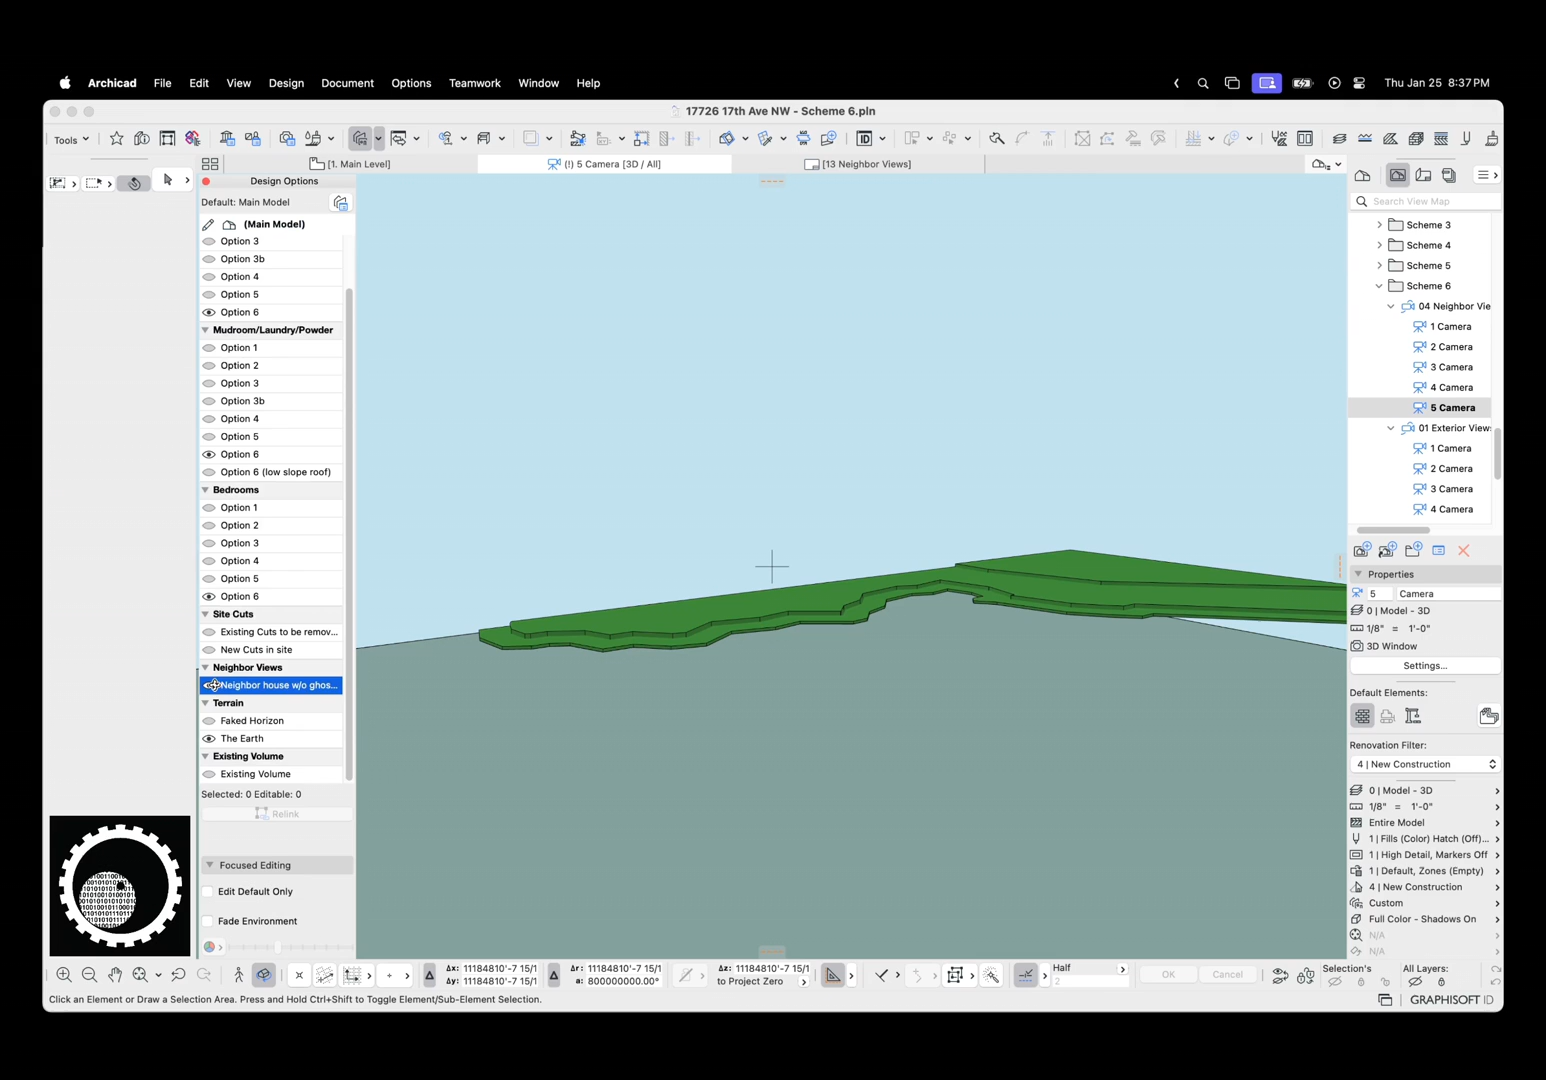 Archicad File Edit View Design Document Options Teamwork Window Help
Thu Jan 25 8:37 PM
17726 17th Ave NW - Scheme 6.pln
Tools
[1. Main Level]
(!) 5 Camera [3D / All]
[13 Neighbor Views]
Design Options
Default: Main Model
(Main Model)
Option 3
Option 3b
Option 4
Option 5
Option 6
Mudroom/Laundry/Powder
Option 1
Option 2
Option 3
Option 3b
Option 4
Option 5
Option 6
Option 6 (low slope roof)
Bedrooms
Option 1
Option 2
Option 3
Option 4
Option 5
Option 6
Site Cuts
Existing Cuts to be remov...
New Cuts in site
Neighbor Views
Neighbor house w/o ghos...
Terrain
Faked Horizon
The Earth
Existing Volume
Existing Volume
Selected: 0 Editable: 0
Relink
Focused Editing
Edit Default Only
Fade Environment
Search View Map
Scheme 3
Scheme 4
Scheme 5
Scheme 6
04 Neighbor Vie
1 Camera
2 Camera
3 Camera
4 Camera
5 Camera
01 Exterior View
1 Camera
2 Camera
3 Camera
4 Camera
Properties
5 Camera
0 | Model - 3D
1/8" = 1'-0"
3D Window
Settings...
Default Elements:
Renovation Filter:
4 | New Construction
0 | Model - 3D
1/8" = 1'-0"
Entire Model
1 | Fills (Color) Hatch (Off)...
1 | High Detail, Markers Off
1 | Default, Zones (Empty)
4 | New Construction
Custom
Full Color - Shadows On
N/A
N/A
Δx: 11184810'-7 15/1
Δy: 11184810'-7 15/1
Δr: 11184810'-7 15/1
a: 800000000.00°
Δz: 11184810'-7 15/1
to Project Zero
Half
2
OK
Cancel
Selection's
All Layers:
Click an Element or Draw a Selection Area. Press and Hold Ctrl+Shift to Toggle Element/Sub-Element Selection.
GRAPHISOFT ID